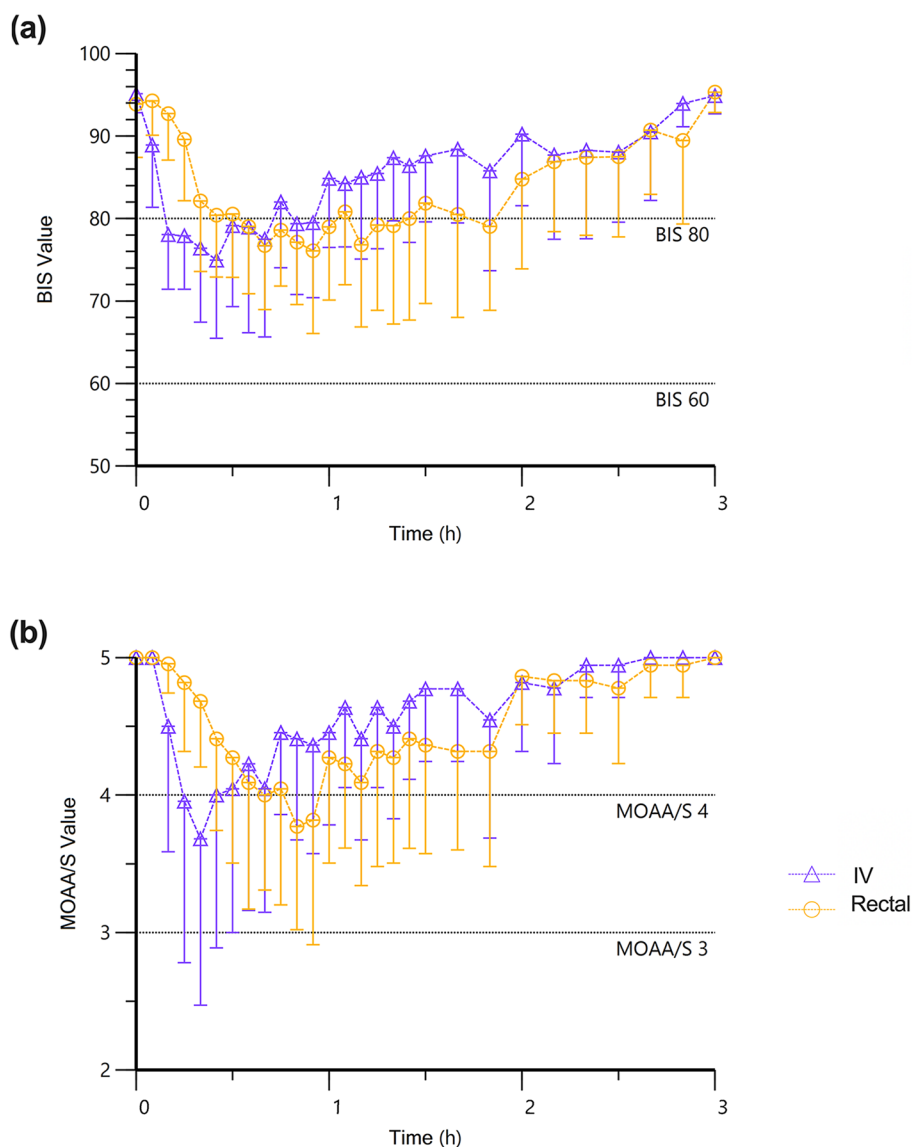 (a)
100
90
80
70
60
50
BIS Value
BIS 80
BIS 60
0 1 2 3
Time (h)
(b)
5
4
3
2
MOAA/S Value
MOAA/S 4
MOAA/S 3
IV
Rectal
0 1 2 3
Time (h)